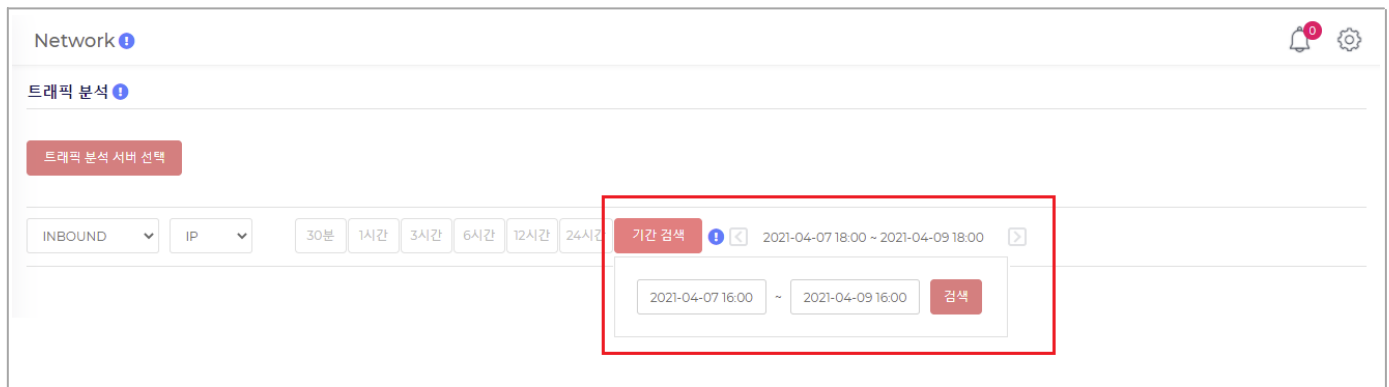 Network
0
트래픽 분석
트래픽 분석 서버 선택
INBOUND IP 30분 1시간 3시간 6시간 12시간 24시간 기간 검색 2021-04-07 18:00 ~ 2021-04-09 18:00
2021-04-07 16:00 ~ 2021-04-09 16:00 검색